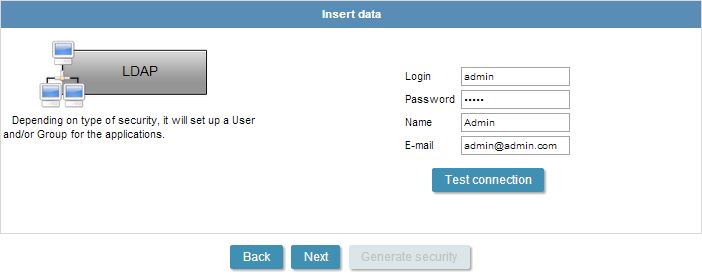 Insert data
LDAP
Depending on type of security, it will set up a User
and/or Group for the applications.
Login admin
Password •••••
Name Admin
E-mail admin@admin.com
Test connection
Back Next Generate security